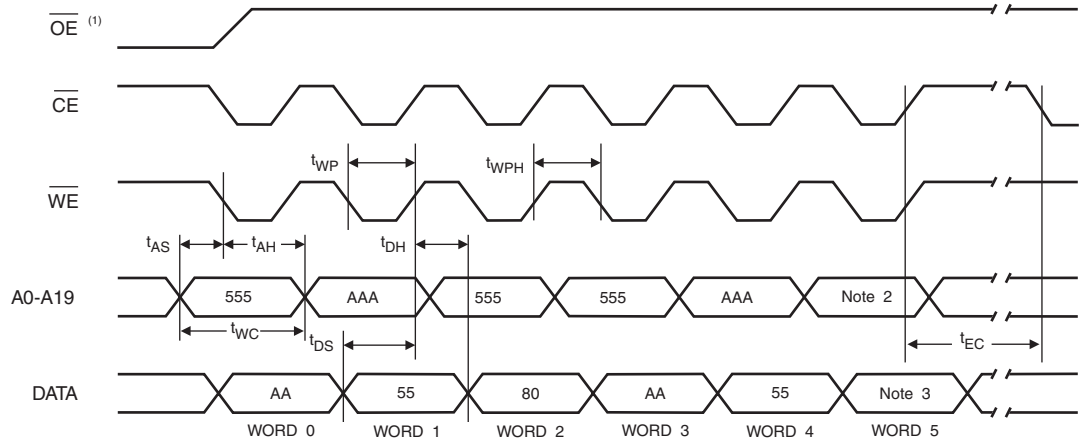 OE (1)
CE
tWP
tWPH
WE
tAS
tAH
tDH
A0-A19
555
AAA
555
555
AAA
Note 2
tWC
tDS
tEC
DATA
AA
55
80
AA
55
Note 3
WORD 0
WORD 1
WORD 2
WORD 3
WORD 4
WORD 5